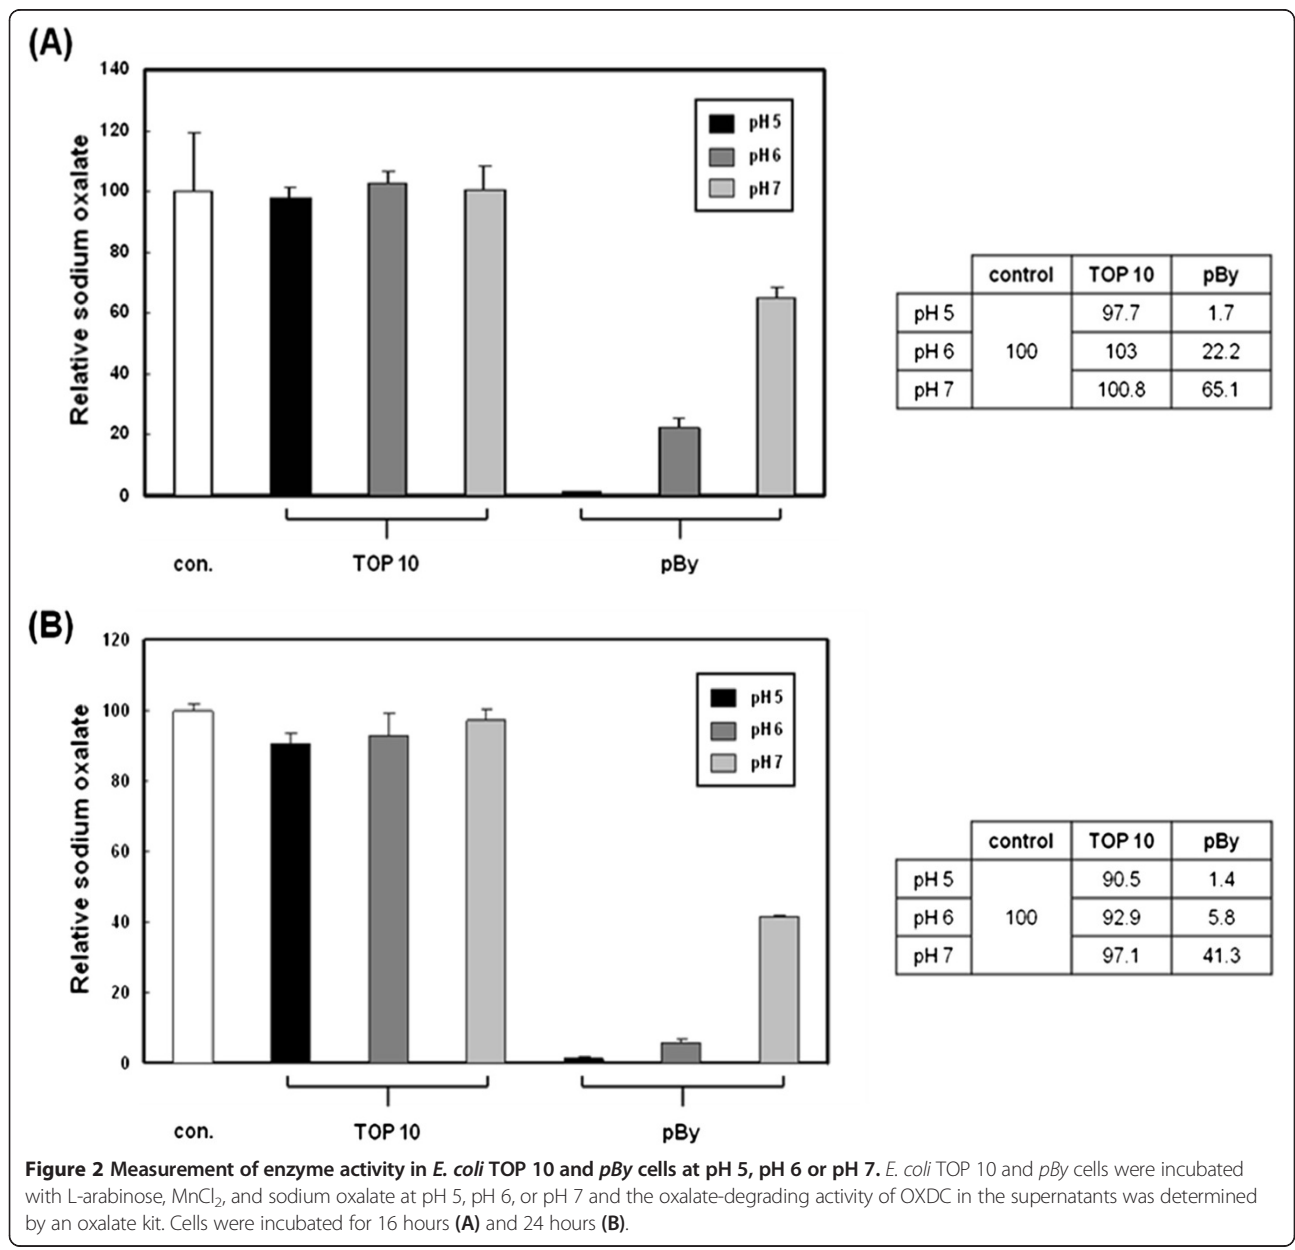 (A)
140
120
100
80
60
40
20
0
Relative sodium oxalate
pH 5
pH 6
pH 7
con.
TOP 10
pBy
control TOP 10 pBy
pH 5 97.7 1.7
pH 6 100 103 22.2
pH 7 100.8 65.1
(B)
120
100
80
60
40
20
0
Relative sodium oxalate
pH 5
pH 6
pH 7
con.
TOP 10
pBy
control TOP 10 pBy
pH 5 90.5 1.4
pH 6 100 92.9 5.8
pH 7 97.1 41.3
Figure 2 Measurement of enzyme activity in E. coli TOP 10 and pBy cells at pH 5, pH 6 or pH 7. E. coli TOP 10 and pBy cells were incubated
with L-arabinose, MnCl₂, and sodium oxalate at pH 5, pH 6, or pH 7 and the oxalate-degrading activity of OXDC in the supernatants was determined
by an oxalate kit. Cells were incubated for 16 hours (A) and 24 hours (B).